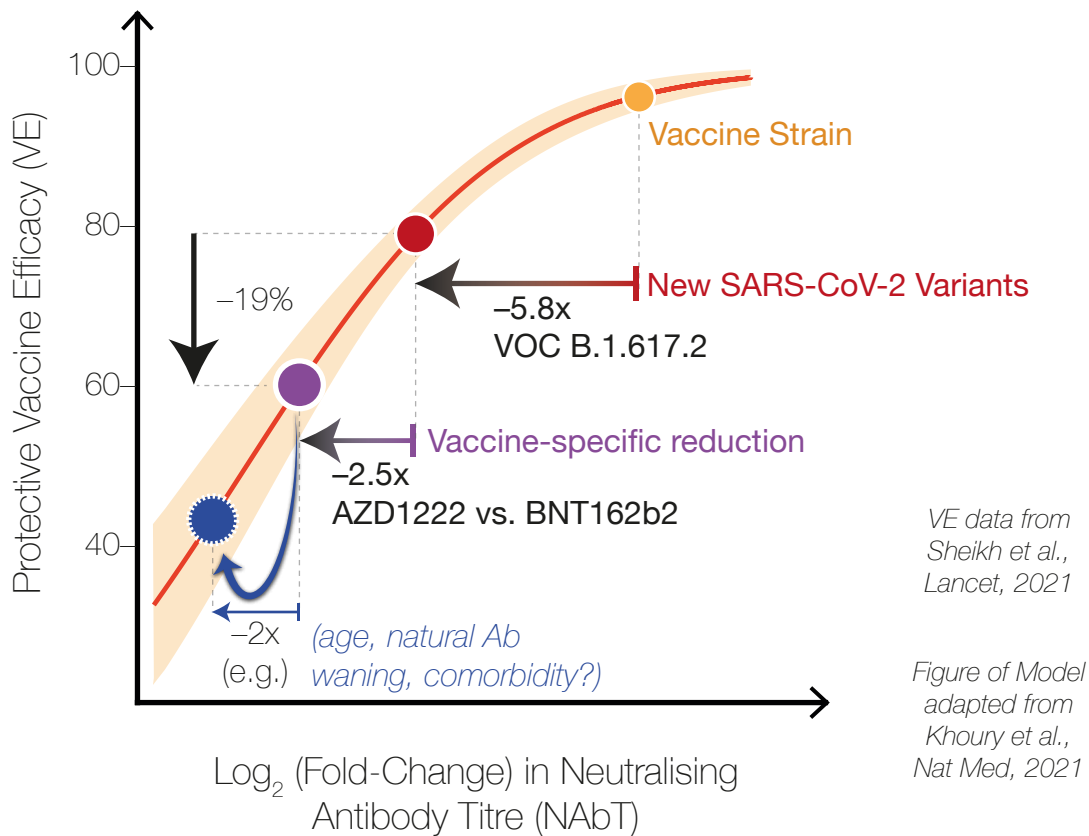 Protective Vaccine Efficacy (VE)
100
80
60
40
Vaccine Strain
–19%
New SARS-CoV-2 Variants
–5.8x
VOC B.1.617.2
Vaccine-specific reduction
–2.5x
AZD1222 vs. BNT162b2
–2x
(e.g.)
(age, natural Ab
waning, comorbidity?)
VE data from
Sheikh et al.,
Lancet, 2021
Figure of Model
adapted from
Khoury et al.,
Nat Med, 2021
Log₂ (Fold-Change) in Neutralising
Antibody Titre (NAbT)